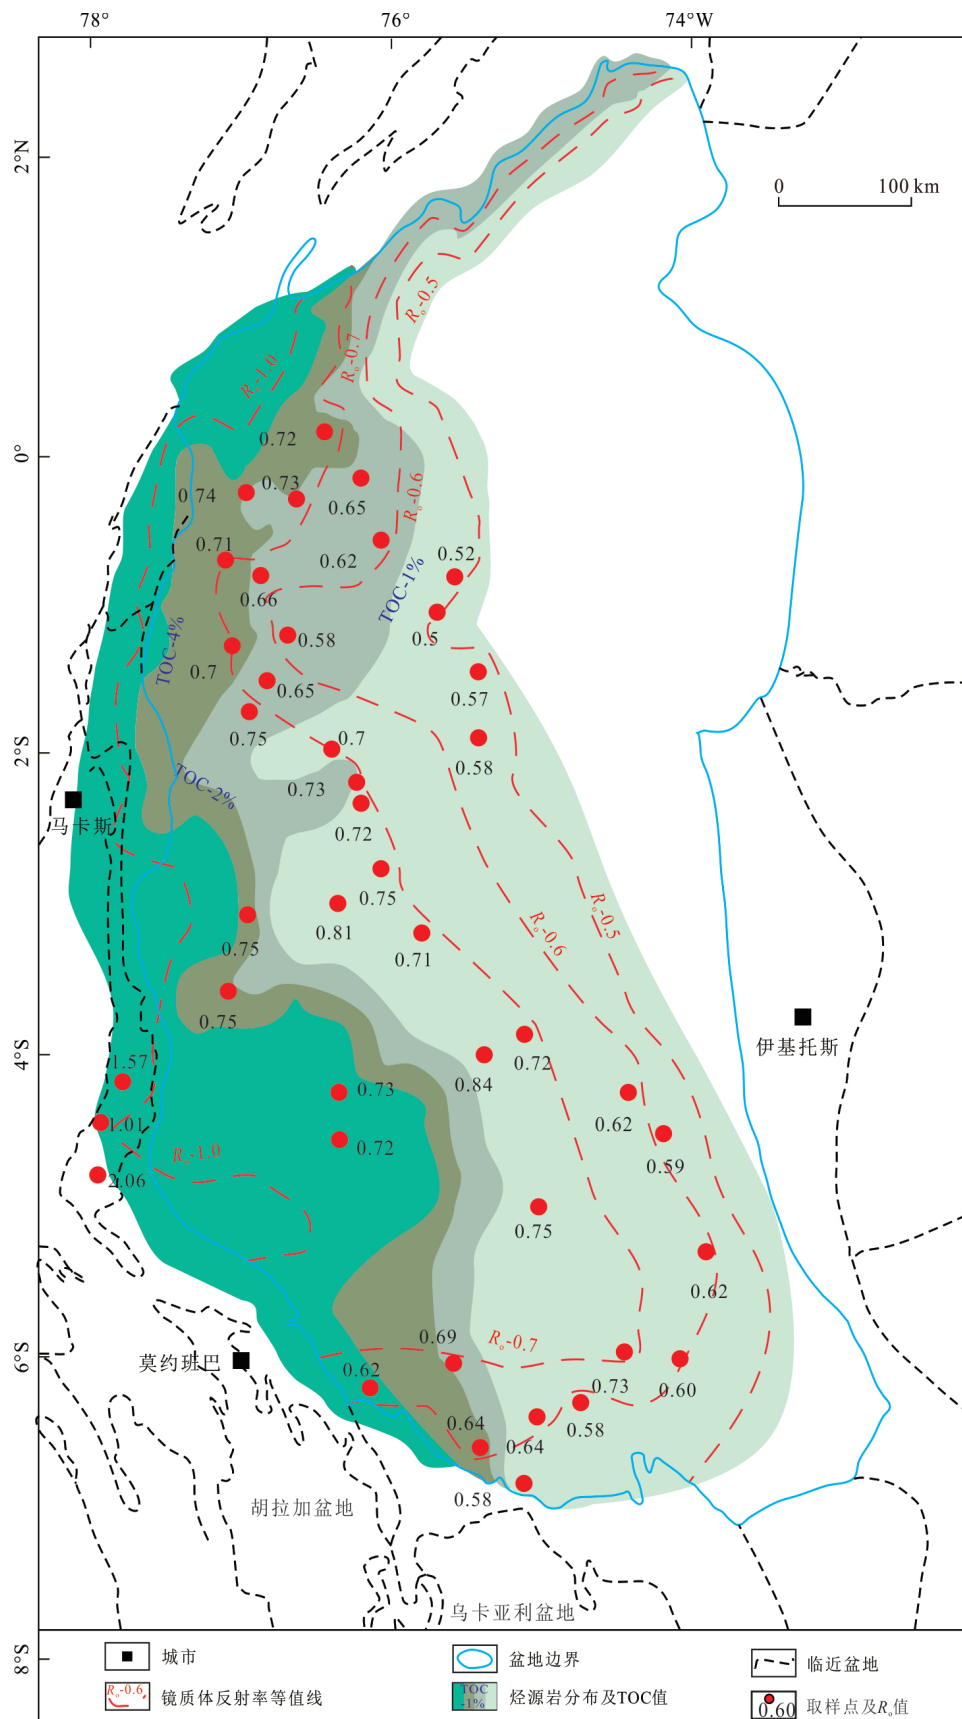 78°
76°
74°W
2°N
0
100 km
Rₒ-0.5
Rₒ-0.7
Rₒ-1.0
0.72
0°
0.74
0.73
0.65
Rₒ-0.6
0.71
0.62
0.52
TOC-1%
0.66
0.5
0.58
TOC-4%
0.7
0.65
0.57
0.75
0.7
2°S
0.58
TOC-2%
0.73
马卡斯
0.72
0.75
Rₒ-0.5
0.81
Rₒ-0.6
0.75
0.71
0.75
伊基托斯
4°S
1.57
0.72
0.84
0.73
1.01
0.62
0.72
0.59
Rₒ-1.0
2.06
0.75
0.62
0.69
Rₒ-0.7
6°S
莫约班巴
0.62
0.73
0.60
0.64
0.64
0.58
0.58
胡拉加盆地
乌卡亚利盆地
8°S
城市
盆地边界
临近盆地
Rₒ-0.6
镜质体反射率等值线
TOC
-1%
烃源岩分布及TOC值
0.60
取样点及Rₒ值